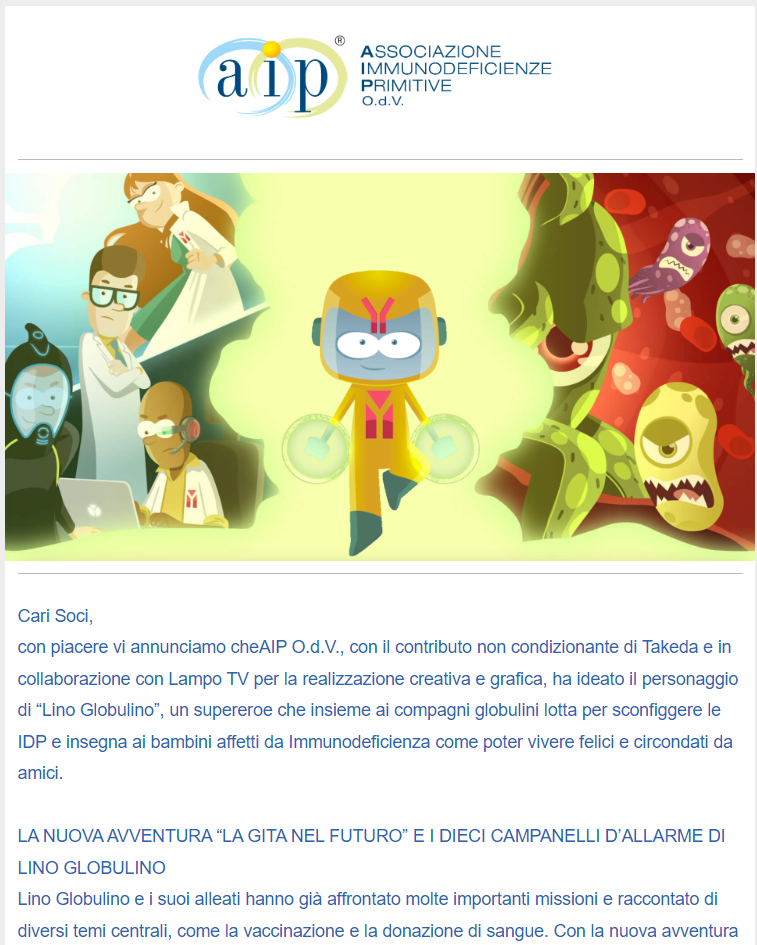 aip®
ASSOCIAZIONE
IMMUNODEFICIENZE
PRIMITIVE
O.d.V.
Cari Soci,
con piacere vi annunciamo cheAIP O.d.V., con il contributo non condizionante di Takeda e in
collaborazione con Lampo TV per la realizzazione creativa e grafica, ha ideato il personaggio
di “Lino Globulino”, un supereroe che insieme ai compagni globulini lotta per sconfiggere le
IDP e insegna ai bambini affetti da Immunodeficienza come poter vivere felici e circondati da
amici.
LA NUOVA AVVENTURA “LA GITA NEL FUTURO” E I DIECI CAMPANELLI D’ALLARME DI
LINO GLOBULINO
Lino Globulino e i suoi alleati hanno già affrontato molte importanti missioni e raccontato di
diversi temi centrali, come la vaccinazione e la donazione di sangue. Con la nuova avventura